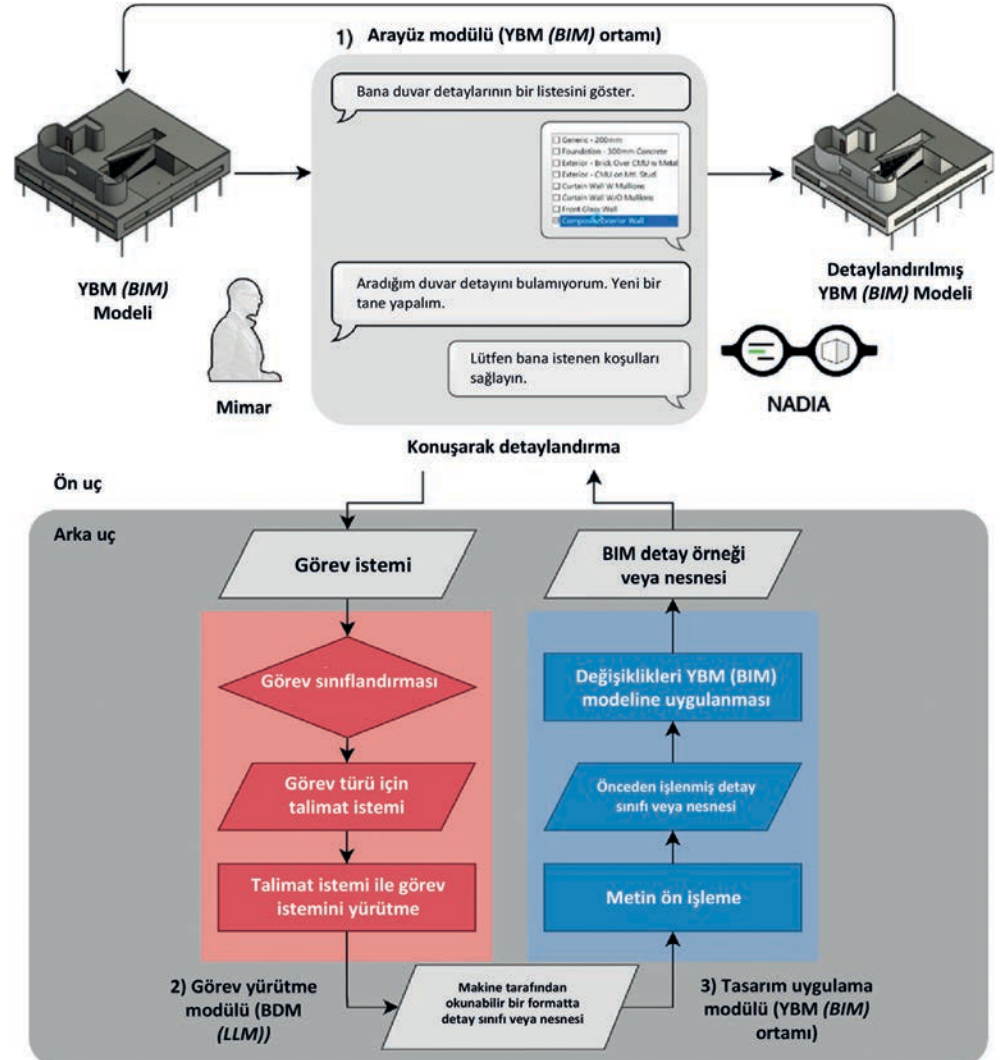 1) Arayüz modülü (YBM (BIM) ortamı)
Bana duvar detaylarının bir listesini göster.
Generic - 200mm
Foundation - 300mm Concrete
Exterior - Brick Over CMU w Metal
Exterior - CMU on Mtl. Stud
Curtain Wall W Mullions
Curtain Wall W/O Mullions
Front Glass Wall
Composite Exterior Wall
YBM (BIM)
Modeli
Aradığım duvar detayını bulamıyorum. Yeni bir
tane yapalım.
Detaylandırılmış
YBM (BIM) Modeli
Lütfen bana istenen koşulları
sağlayın.
Mimar
NADIA
Konuşarak detaylandırma
Ön uç
Arka uç
Görev istemi
BIM detay örneği
veya nesnesi
Görev sınıflandırması
Değişiklikleri YBM (BIM)
modeline uygulanması
Görev türü için
talimat istemi
Önceden işlenmiş detay
sınıfı veya nesnesi
Talimat istemi ile görev
istemini yürütme
Metin ön işleme
2) Görev yürütme
modülü (BDM
(LLM))
Makine tarafından
okunabilir bir formatta
detay sınıfı veya nesnesi
3) Tasarım uygulama
modülü (YBM (BIM)
ortamı)